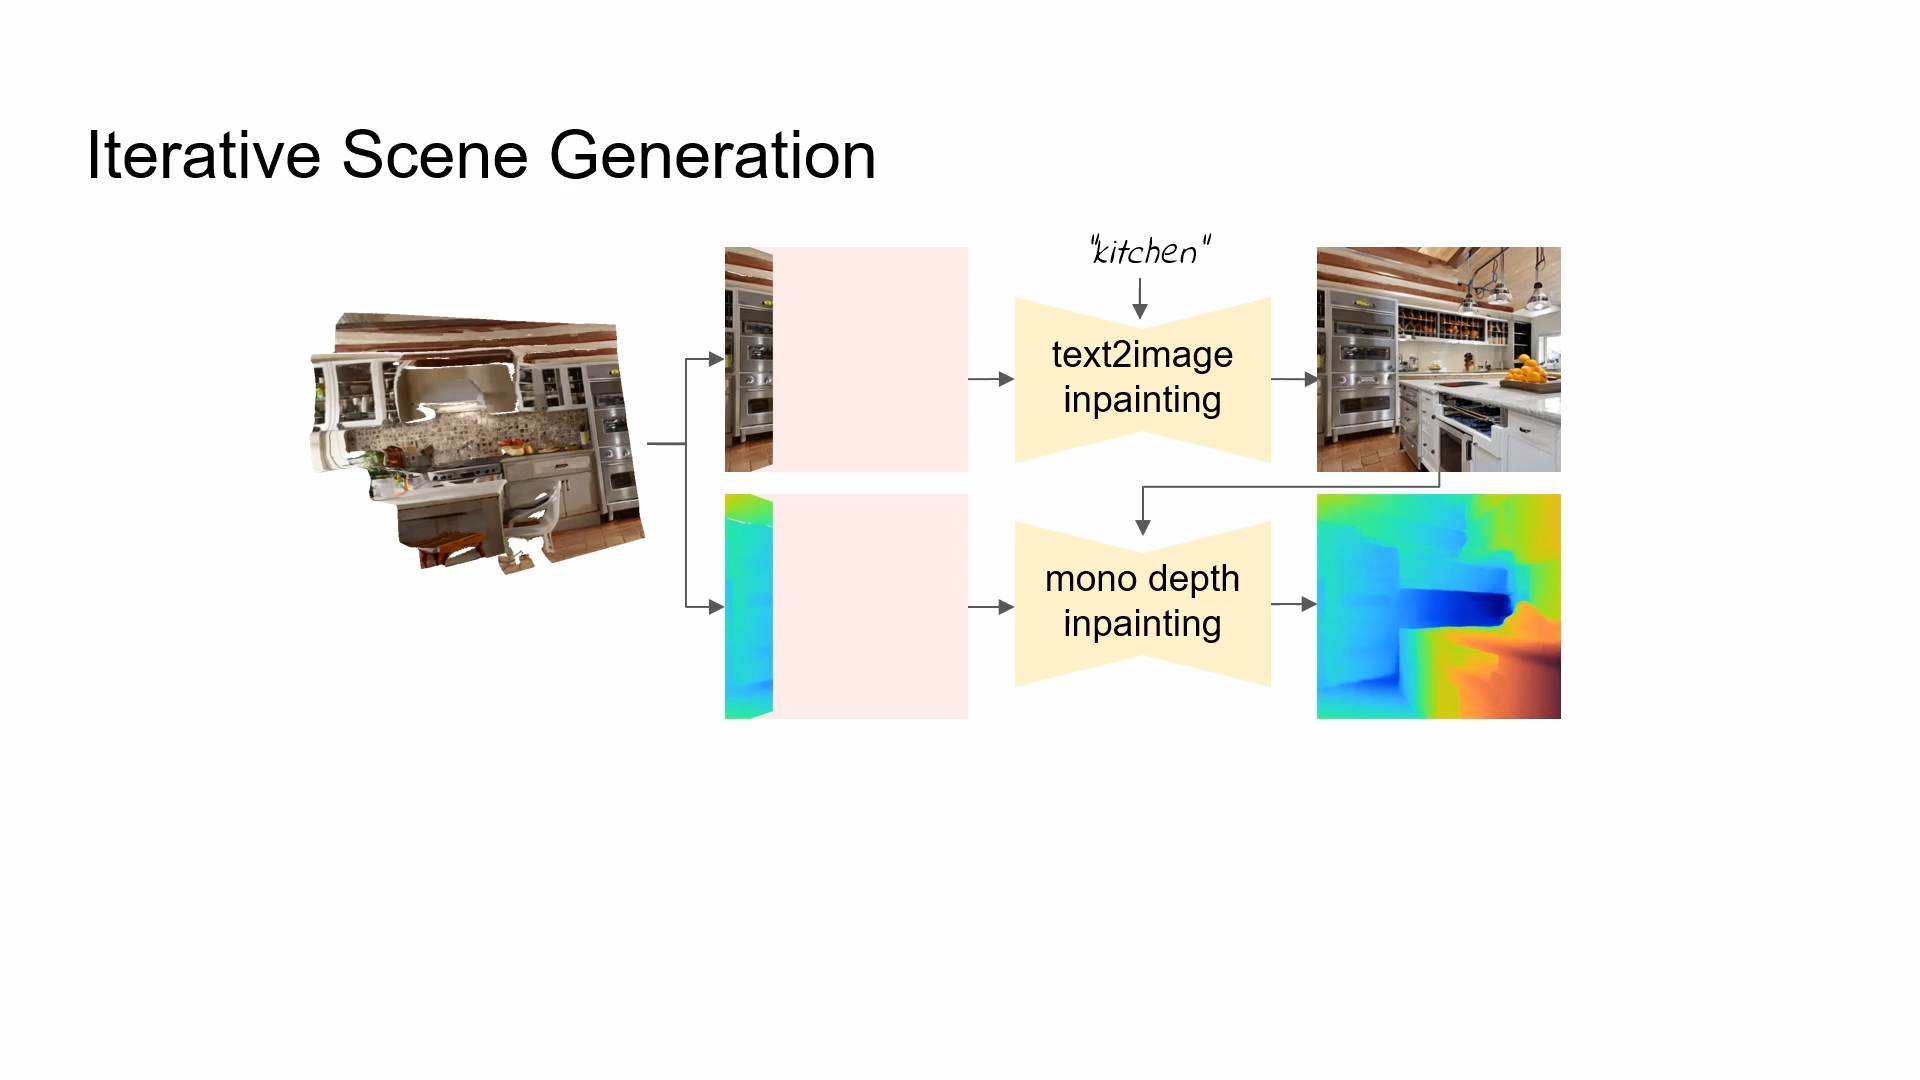 Iterative Scene Generation
"kitchen"
text2image
inpainting
mono depth
inpainting